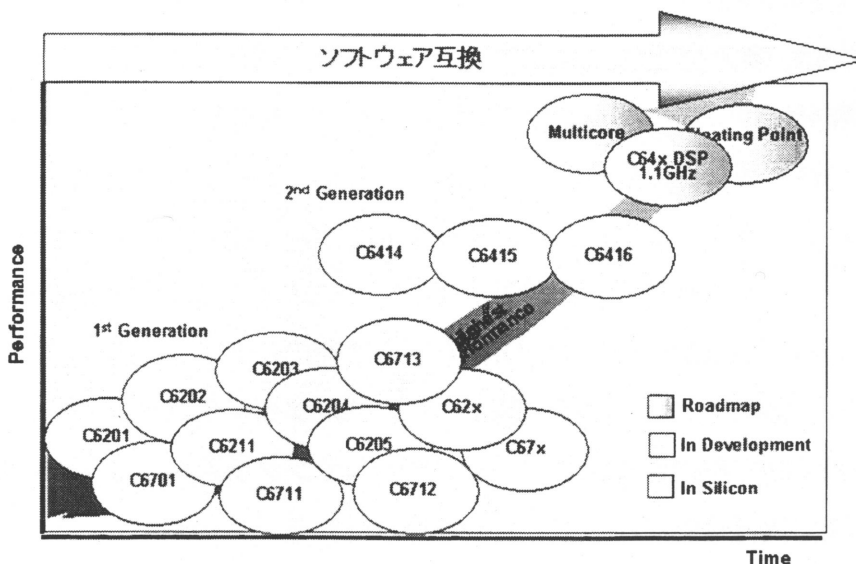 ソフトウェア互換
Multicore
Floating Point
C64x DSP
1.1GHz
2nd Generation
C6414
C6415
C6416
Highest
Performance
1st Generation
C6713
C6203
C6202
C6204
C62x
C6201
C6211
C6205
C67x
C6701
C6711
C6712
Roadmap
In Development
In Silicon
Performance
Time